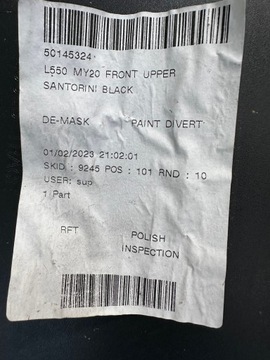 50145324
L550 MY20 FRONT UPPER
SANTORINI BLACK
DE-MASK PAINT DIVERT
01/02/2023 21:02:01
SKID : 9245 POS : 101 RND : 10
USER: sup
1 Part
RFT POLISH
INSPECTION